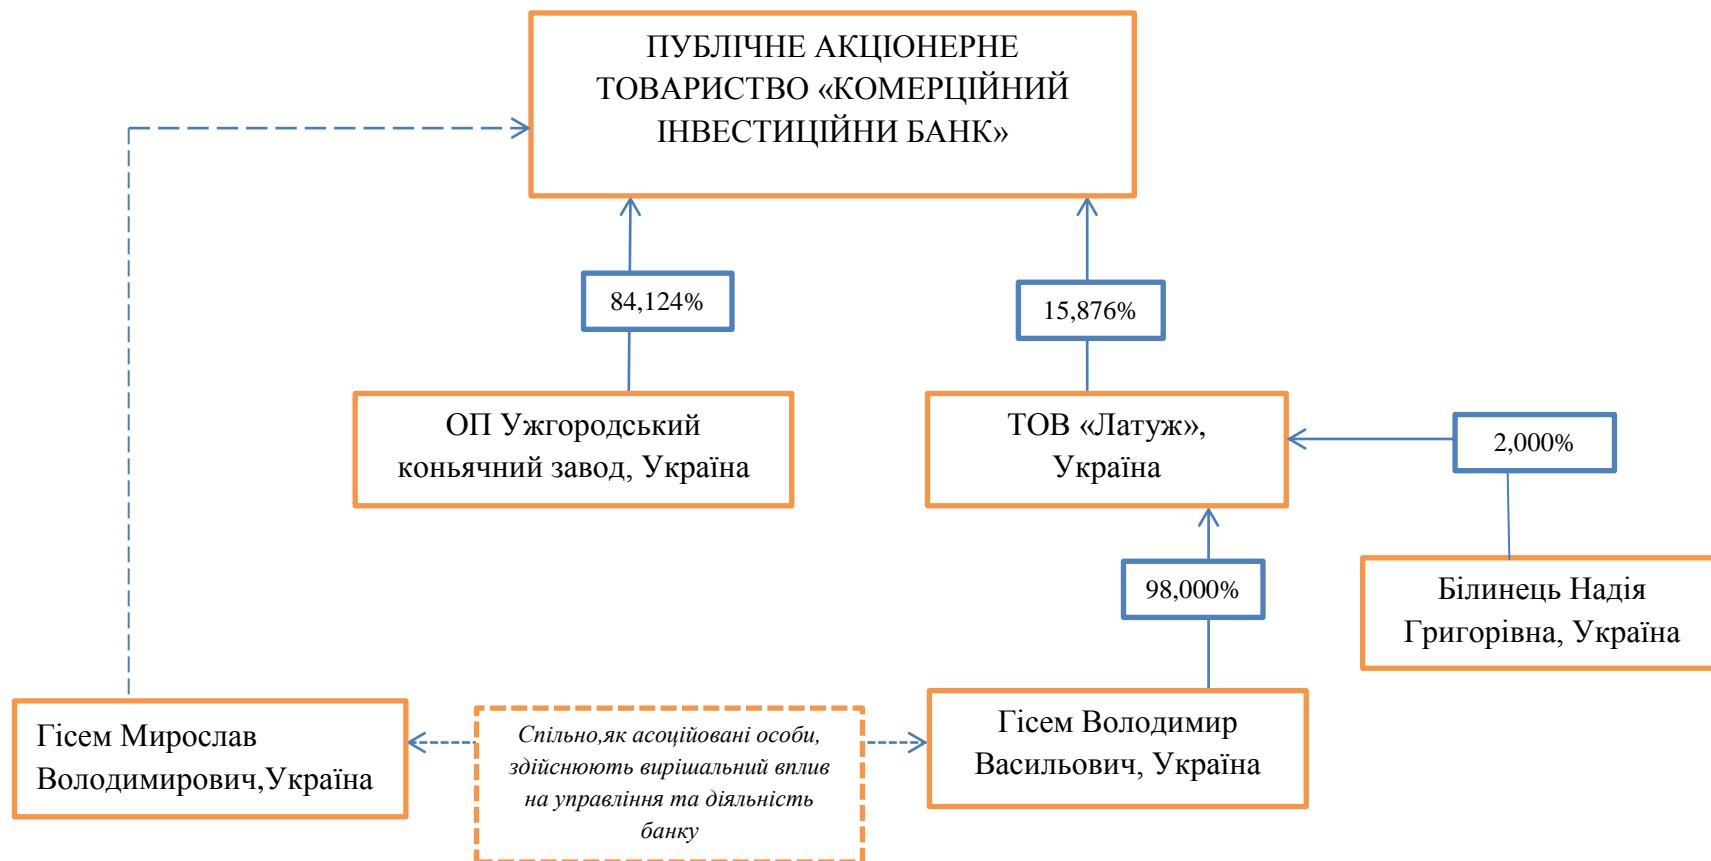 ПУБЛІЧНЕ АКЦІОНЕРНЕ
ТОВАРИСТВО «КОМЕРЦІЙНИЙ
ІНВЕСТИЦІЙНИ БАНК»
84,124%
15,876%
ОП Ужгородський
коньячний завод, Україна
ТОВ «Латуж»,
Україна
2,000%
98,000%
Білинець Надія
Григорівна, Україна
Гісем Мирослав
Володимирович,Україна
Спільно,як асоційовані особи,
здійснюють вирішальний вплив
на управління та діяльність
банку
Гісем Володимир
Васильович, Україна